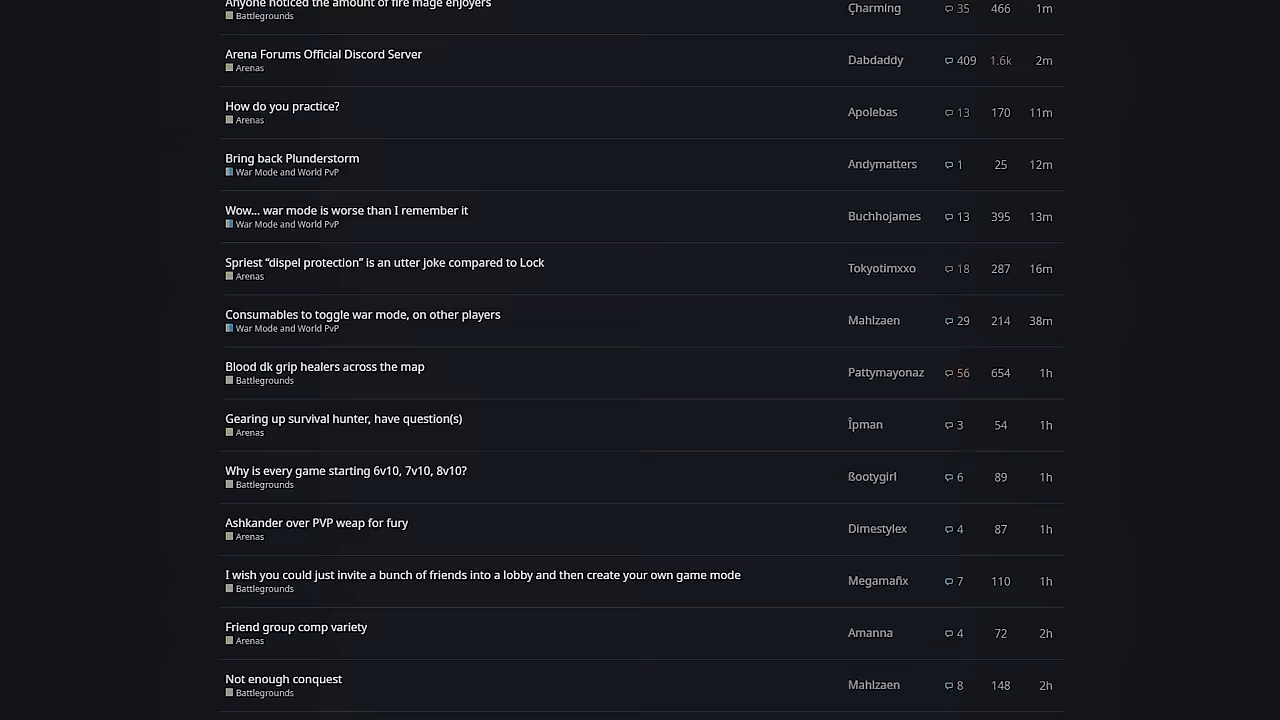 Anyone noticed the amount of fire mage enjoyers
Battlegrounds
Çharming 35 466 1m
Arena Forums Official Discord Server
Arenas
Dabdaddy 409 1.6k 2m
How do you practice?
Arenas
Apolebas 13 170 11m
Bring back Plunderstorm
War Mode and World PvP
Andymatters 1 25 12m
Wow... war mode is worse than I remember it
War Mode and World PvP
Buchhojames 13 395 13m
Spriest “dispel protection” is an utter joke compared to Lock
Arenas
Tokyotimxxo 18 287 16m
Consumables to toggle war mode, on other players
War Mode and World PvP
Mahlzaen 29 214 38m
Blood dk grip healers across the map
Battlegrounds
Pattymayonaz 56 654 1h
Gearing up survival hunter, have question(s)
Arenas
Îpman 3 54 1h
Why is every game starting 6v10, 7v10, 8v10?
Battlegrounds
ßootygirl 6 89 1h
Ashkander over PVP weap for fury
Arenas
Dimestylex 4 87 1h
I wish you could just invite a bunch of friends into a lobby and then create your own game mode
Battlegrounds
Megamañx 7 110 1h
Friend group comp variety
Arenas
Amanna 4 72 2h
Not enough conquest
Battlegrounds
Mahlzaen 8 148 2h